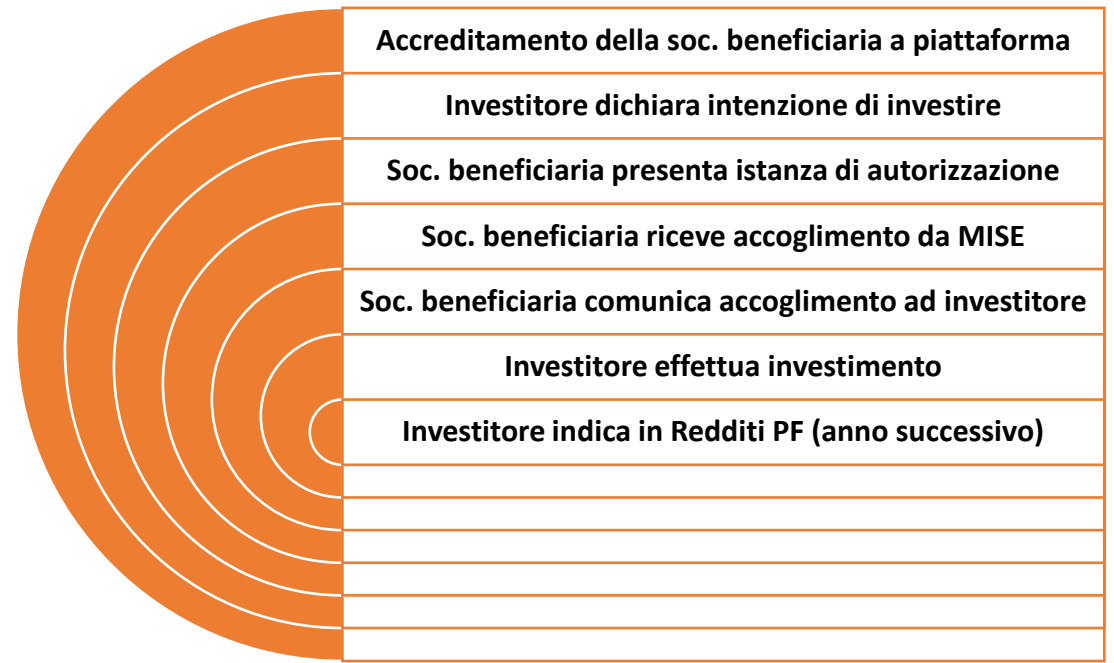 Accreditamento della soc. beneficiaria a piattaforma
Investitore dichiara intenzione di investire
Soc. beneficiaria presenta istanza di autorizzazione
Soc. beneficiaria riceve accoglimento da MISE
Soc. beneficiaria comunica accoglimento ad investitore
Investitore effettua investimento
Investitore indica in Redditi PF (anno successivo)